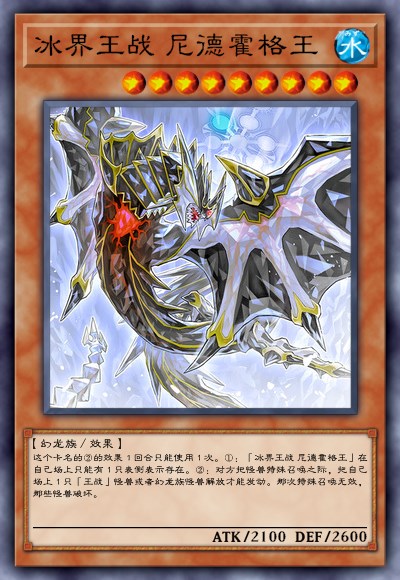 冰界王战 尼德霍格王
水
【幻龙族／效果】
这个卡名的②的效果1回合只能使用1次。①：「冰界王战 尼德霍格王」在
自己场上只能有1只表侧表示存在。②：对方把怪兽特殊召唤之际，把自己
场上1只「王战」怪兽或者幻龙族怪兽解放才能发动。那次特殊召唤无效，
那些怪兽破坏。
ATK/2100 DEF/2600